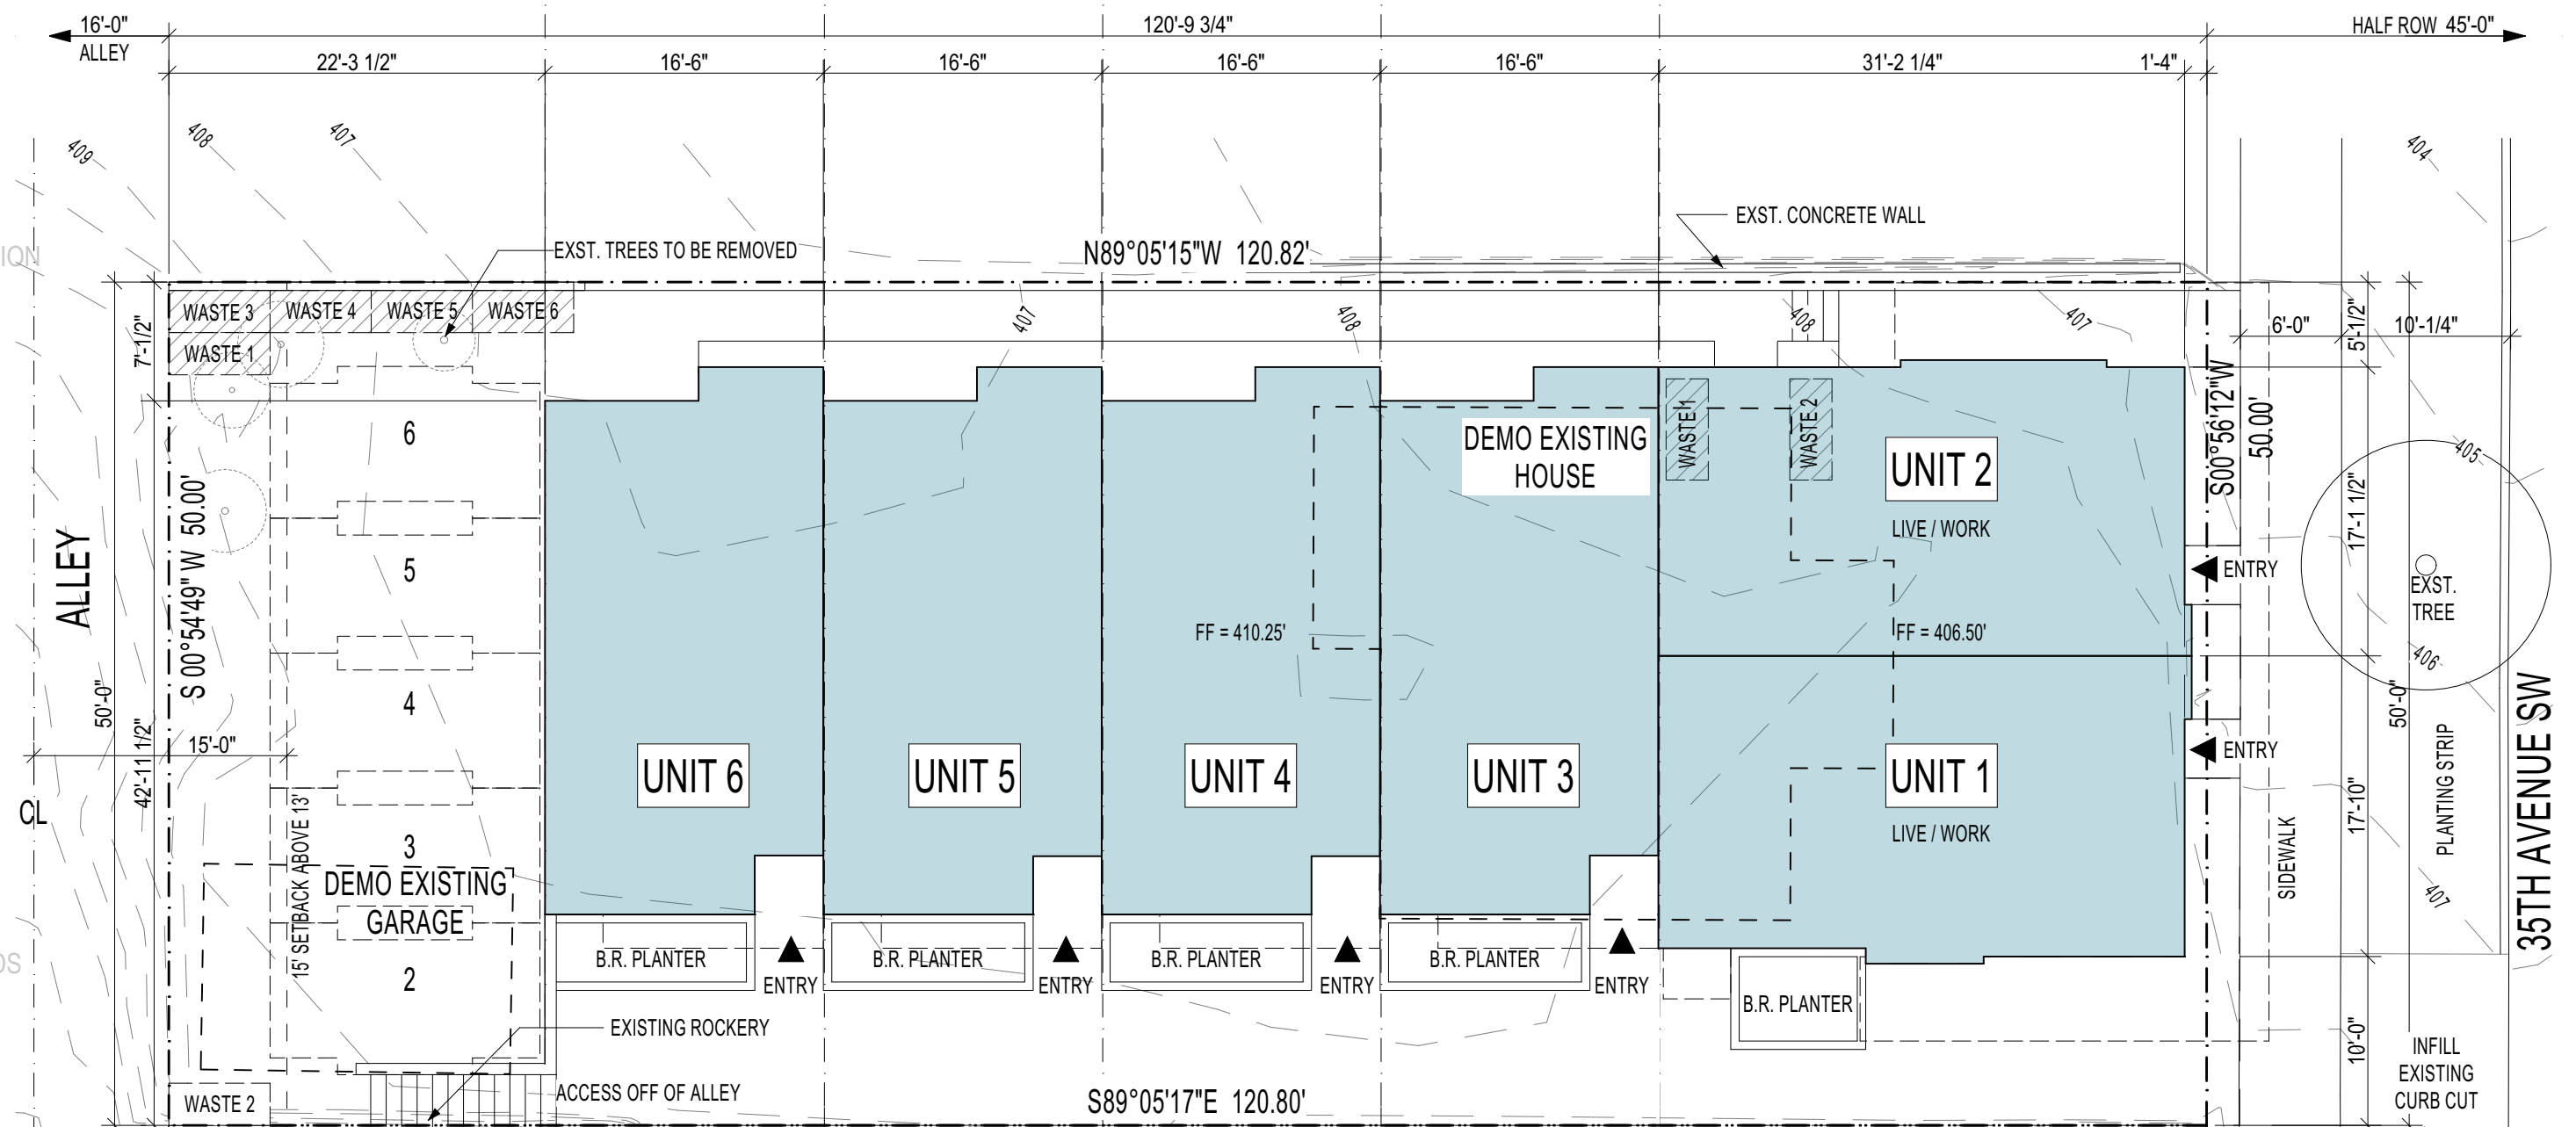 16'-0"
120'-9 3/4"
HALF ROW 45'-0"
ALLEY
22'-3 1/2"
16'-6"
16'-6"
16'-6"
16'-6"
31'-2 1/4"
1'-4"
409
408
407
404
EXST. CONCRETE WALL
ION
EXST. TREES TO BE REMOVED
N89°05'15"W 120.82'
WASTE 3
WASTE 4
WASTE 5
WASTE 6
407
408
408
407
6'-0"
10'-1/4"
5'-1/2"
7'-1/2"
WASTE 1
S00°56'12"W
50.00'
6
DEMO EXISTING
HOUSE
WASTE 1
WASTE 2
UNIT 2
LIVE / WORK
405
17'-1 1/2"
S 00°54'49" W 50.00'
ALLEY
5
ENTRY
EXST.
TREE
FF = 410.25'
FF = 406.50'
406
50'-0"
4
50'-0"
42'-11 1/2"
15'-0"
ENTRY
UNIT 6
UNIT 5
UNIT 4
UNIT 3
UNIT 1
LIVE / WORK
CL
17'-10"
PLANTING STRIP
35TH AVENUE SW
SIDEWALK
407
3
15' SETBACK ABOVE 13'
DEMO EXISTING
GARAGE
2
OS
B.R. PLANTER
ENTRY
B.R. PLANTER
ENTRY
B.R. PLANTER
ENTRY
B.R. PLANTER
ENTRY
B.R. PLANTER
EXISTING ROCKERY
10'-0"
INFILL
EXISTING
CURB CUT
ACCESS OFF OF ALLEY
WASTE 2
S89°05'17"E 120.80'